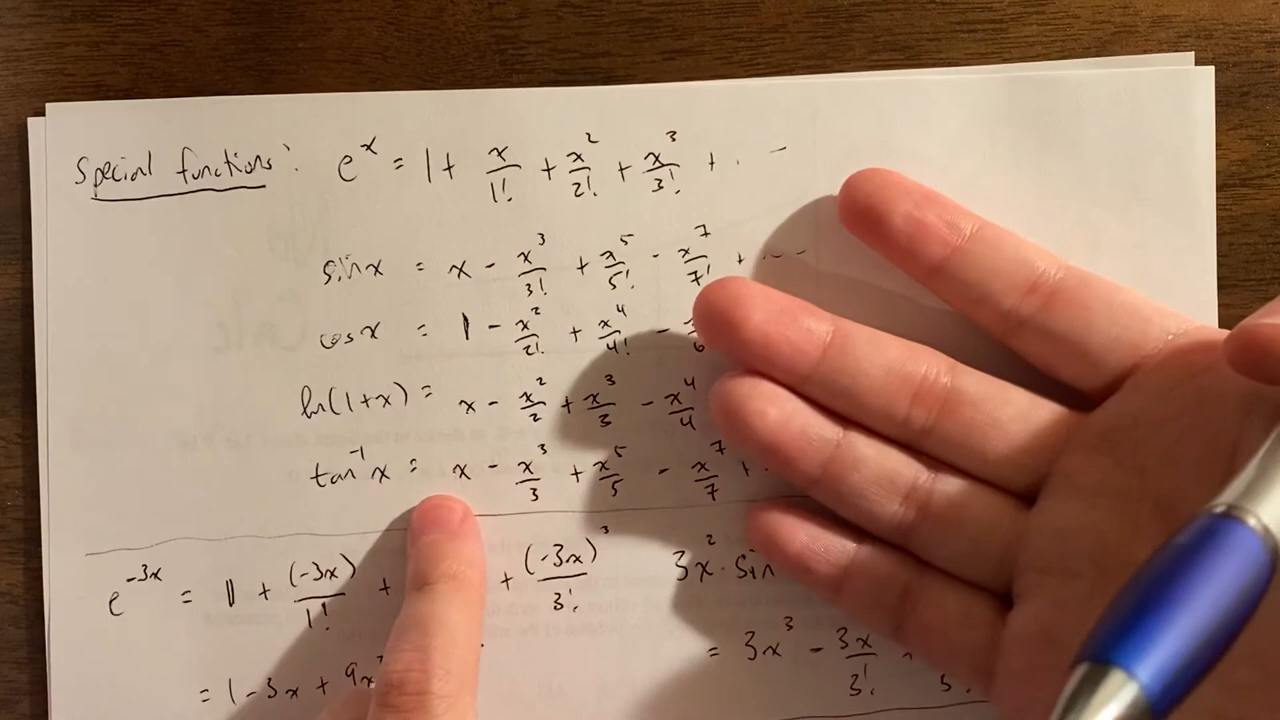 Special functions: e^x = 1 + x/1! + x^2/2! + x^3/3! + ...
sin x = x - x^3/3! + x^5/5! - x^7/7! + ...
cos x = 1 - x^2/2! + x^4/4! -
ln(1+x) = x - x^2/2 + x^3/3 - x^4/4
tan^-1 x = x - x^3/3 + x^5/5 - x^7/7 +
e^-3x = 1 + (-3x)/1! + + (-3x)^3/3!
3x^2 · sin
= 1 - 3x + 9x
= 3x^3 - 3x/3!